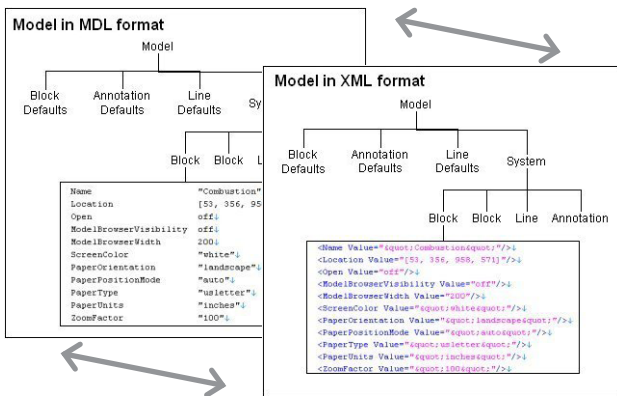 Model in MDL format
Model
Block Defaults
Annotation Defaults
Line Defaults
Sy
Block
Block
L
Name "Combustion"
Location [53, 356, 95
Open off↓
ModelBrowserVisibility off↓
ModelBrowserWidth 200↓
ScreenColor "white"↓
PaperOrientation "landscape"↓
PaperPositionMode "auto"↓
PaperType "usletter"↓
PaperUnits "inches"↓
ZoomFactor "100"↓
Model in XML format
Model
Block Defaults
Annotation Defaults
Line Defaults
System
Block
Block
Line
Annotation
<Name Value="&quot;Combustion&quot;"/>↓
<Location Value="[53, 356, 958, 571]"/>↓
<Open Value="off"/>↓
<ModelBrowserVisibility Value="off"/>↓
<ModelBrowserWidth Value="200"/>↓
<ScreenColor Value="&quot;white&quot;"/>↓
<PaperOrientation Value="&quot;landscape&quot;"/>↓
<PaperPositionMode Value="&quot;auto&quot;"/>↓
<PaperType Value="&quot;usletter&quot;"/>↓
<PaperUnits Value="&quot;inches&quot;"/>↓
<ZoomFactor Value="&quot;100&quot;"/>↓